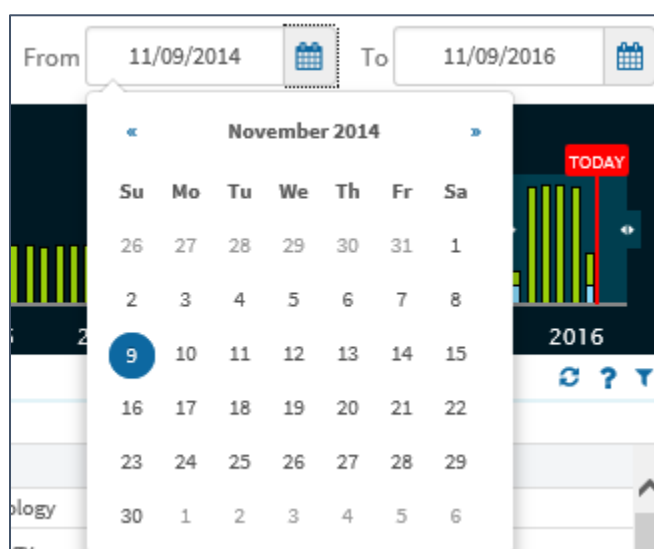 From 11/09/2014 To 11/09/2016
« November 2014 »
TODAY
Su Mo Tu We Th Fr Sa
26 27 28 29 30 31 1
2 3 4 5 6 7 8
2016
9 10 11 12 13 14 15
?
16 17 18 19 20 21 22
23 24 25 26 27 28 29
ology
30 1 2 3 4 5 6